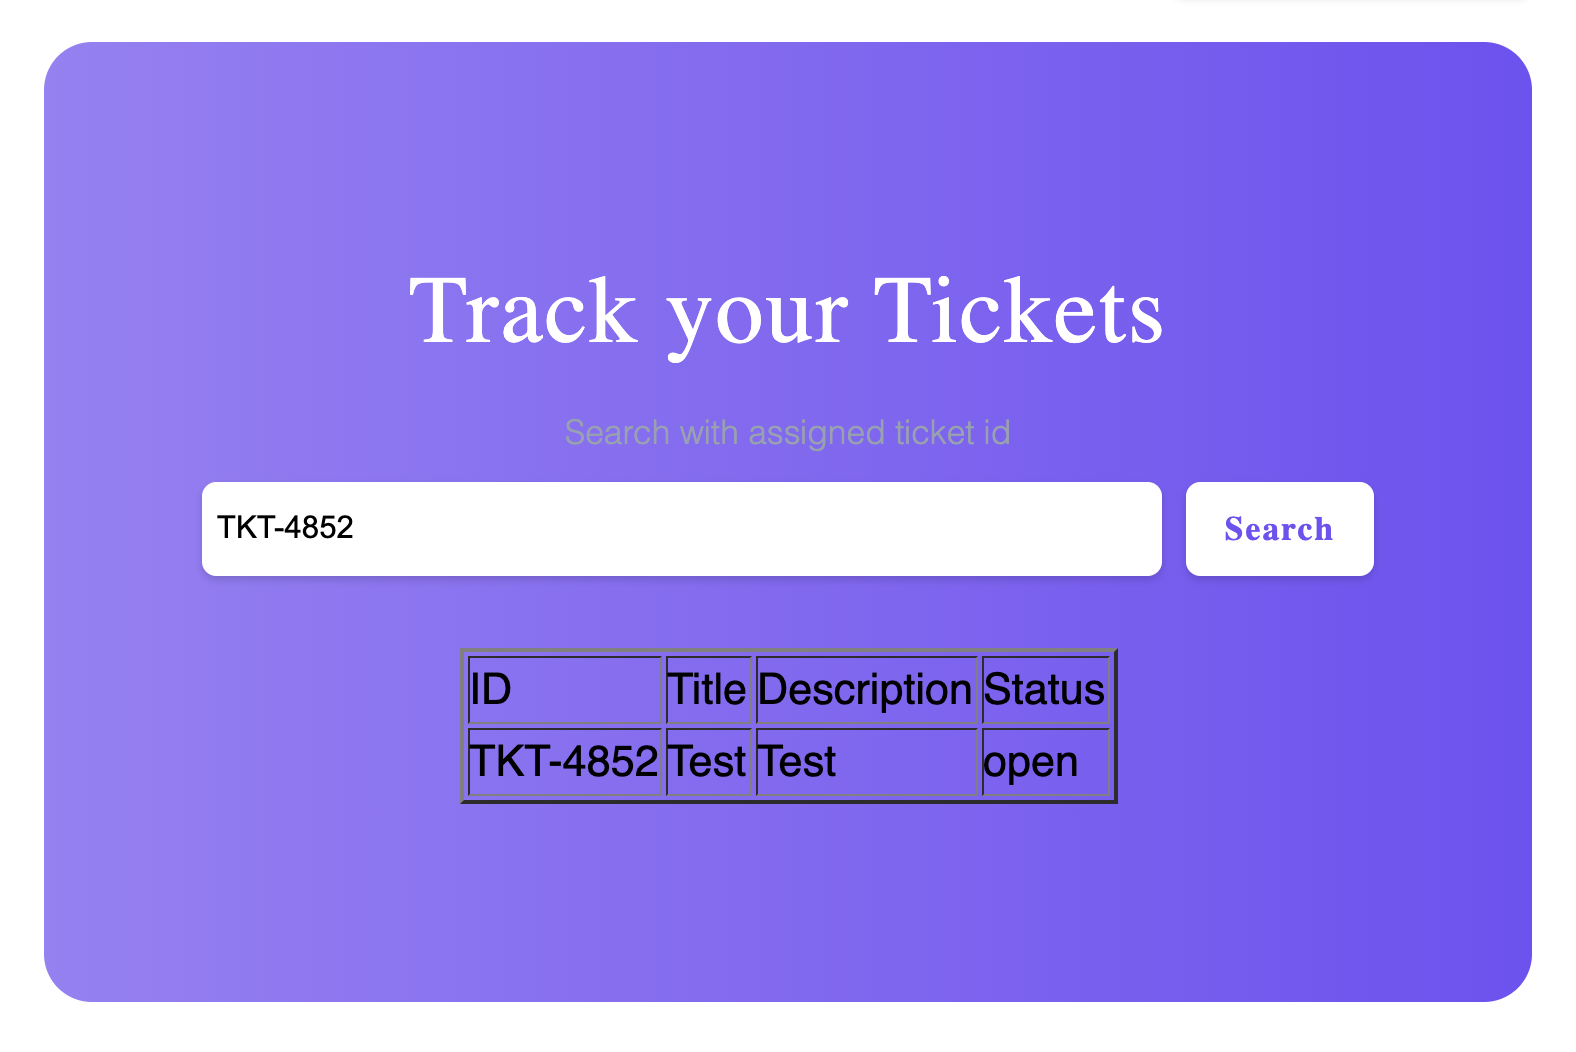 Track your Tickets
Search with assigned ticket id
TKT-4852 Search
ID Title Description Status
TKT-4852 Test Test open